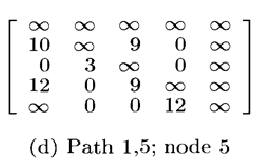 ∞ ∞ ∞ ∞ ∞
10 ∞ 9 0 ∞
0 3 ∞ 0 ∞
12 0 9 ∞ ∞
∞ 0 0 12 ∞
(d) Path 1,5; node 5